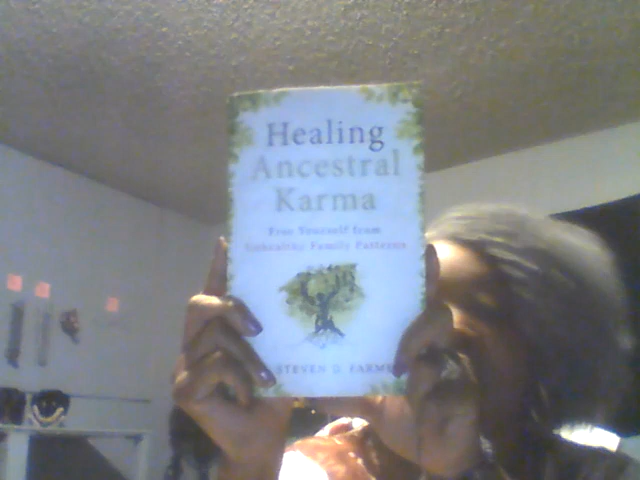 Healing
Ancestral
Karma
Free Yourself from
Unhealthy Family Patterns
STEVEN D. FARMER